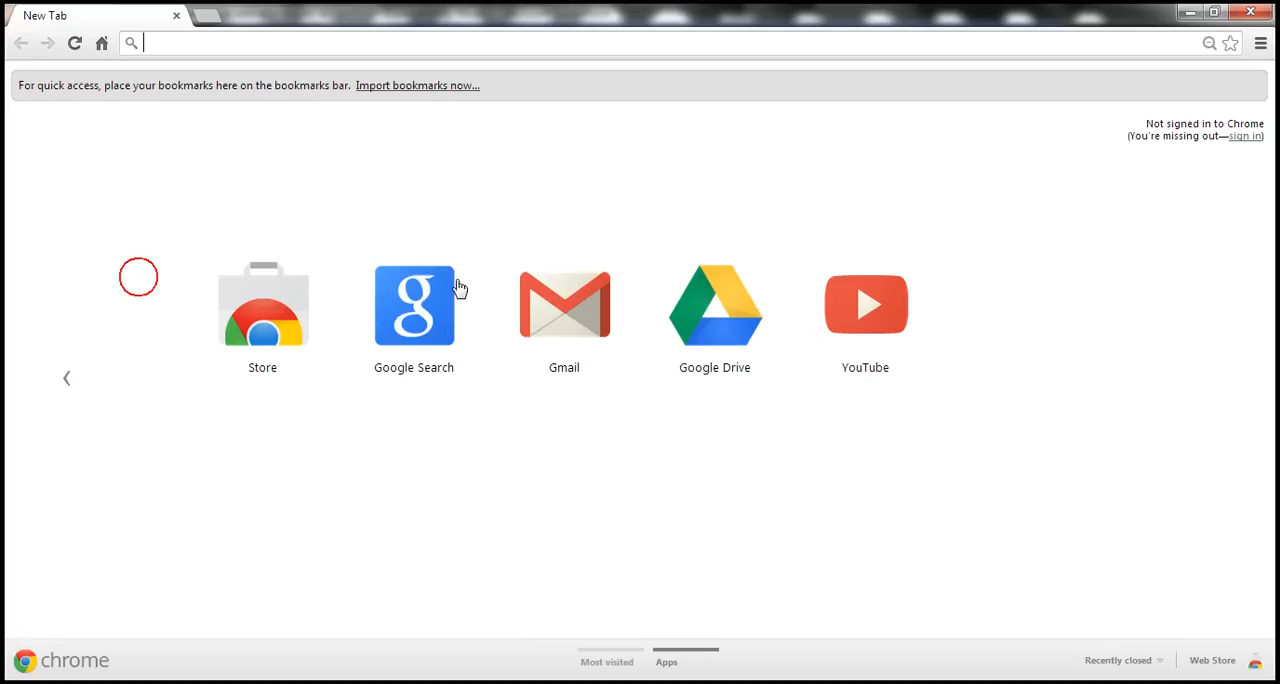 New Tab
For quick access, place your bookmarks here on the bookmarks bar. Import bookmarks now...
Not signed in to Chrome
(You're missing out—sign in)
g
Store
Google Search
Gmail
Google Drive
YouTube
chrome
Most visited
Apps
Recently closed
Web Store